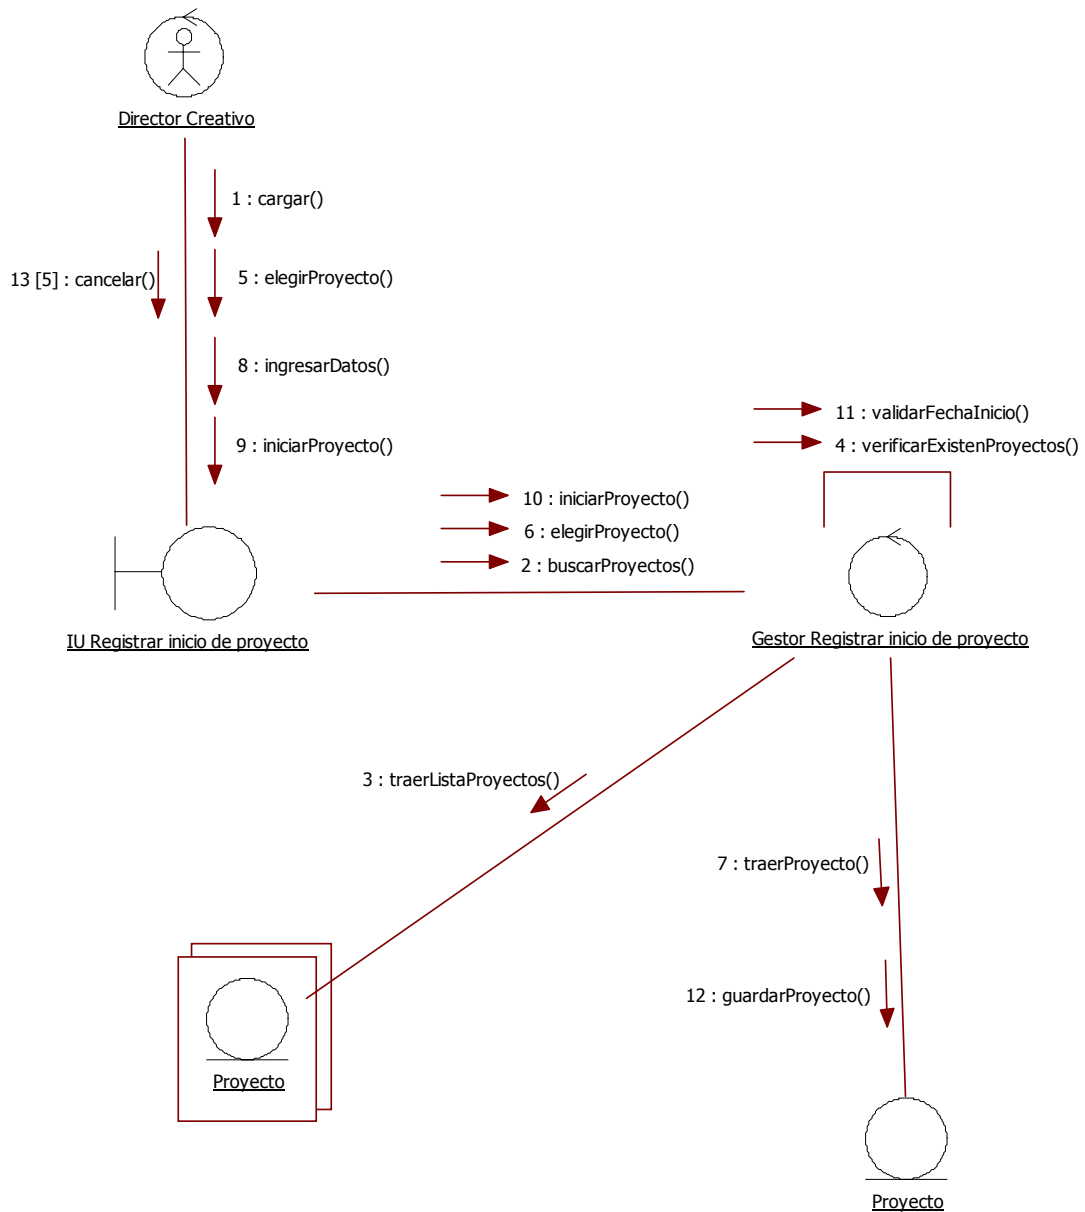 Director Creativo
1 : cargar()
13 [5] : cancelar()
5 : elegirProyecto()
8 : ingresarDatos()
9 : iniciarProyecto()
11 : validarFechaInicio()
4 : verificarExistenProyectos()
10 : iniciarProyecto()
6 : elegirProyecto()
2 : buscarProyectos()
IU Registrar inicio de proyecto
Gestor Registrar inicio de proyecto
3 : traerListaProyectos()
7 : traerProyecto()
12 : guardarProyecto()
Proyecto
Proyecto